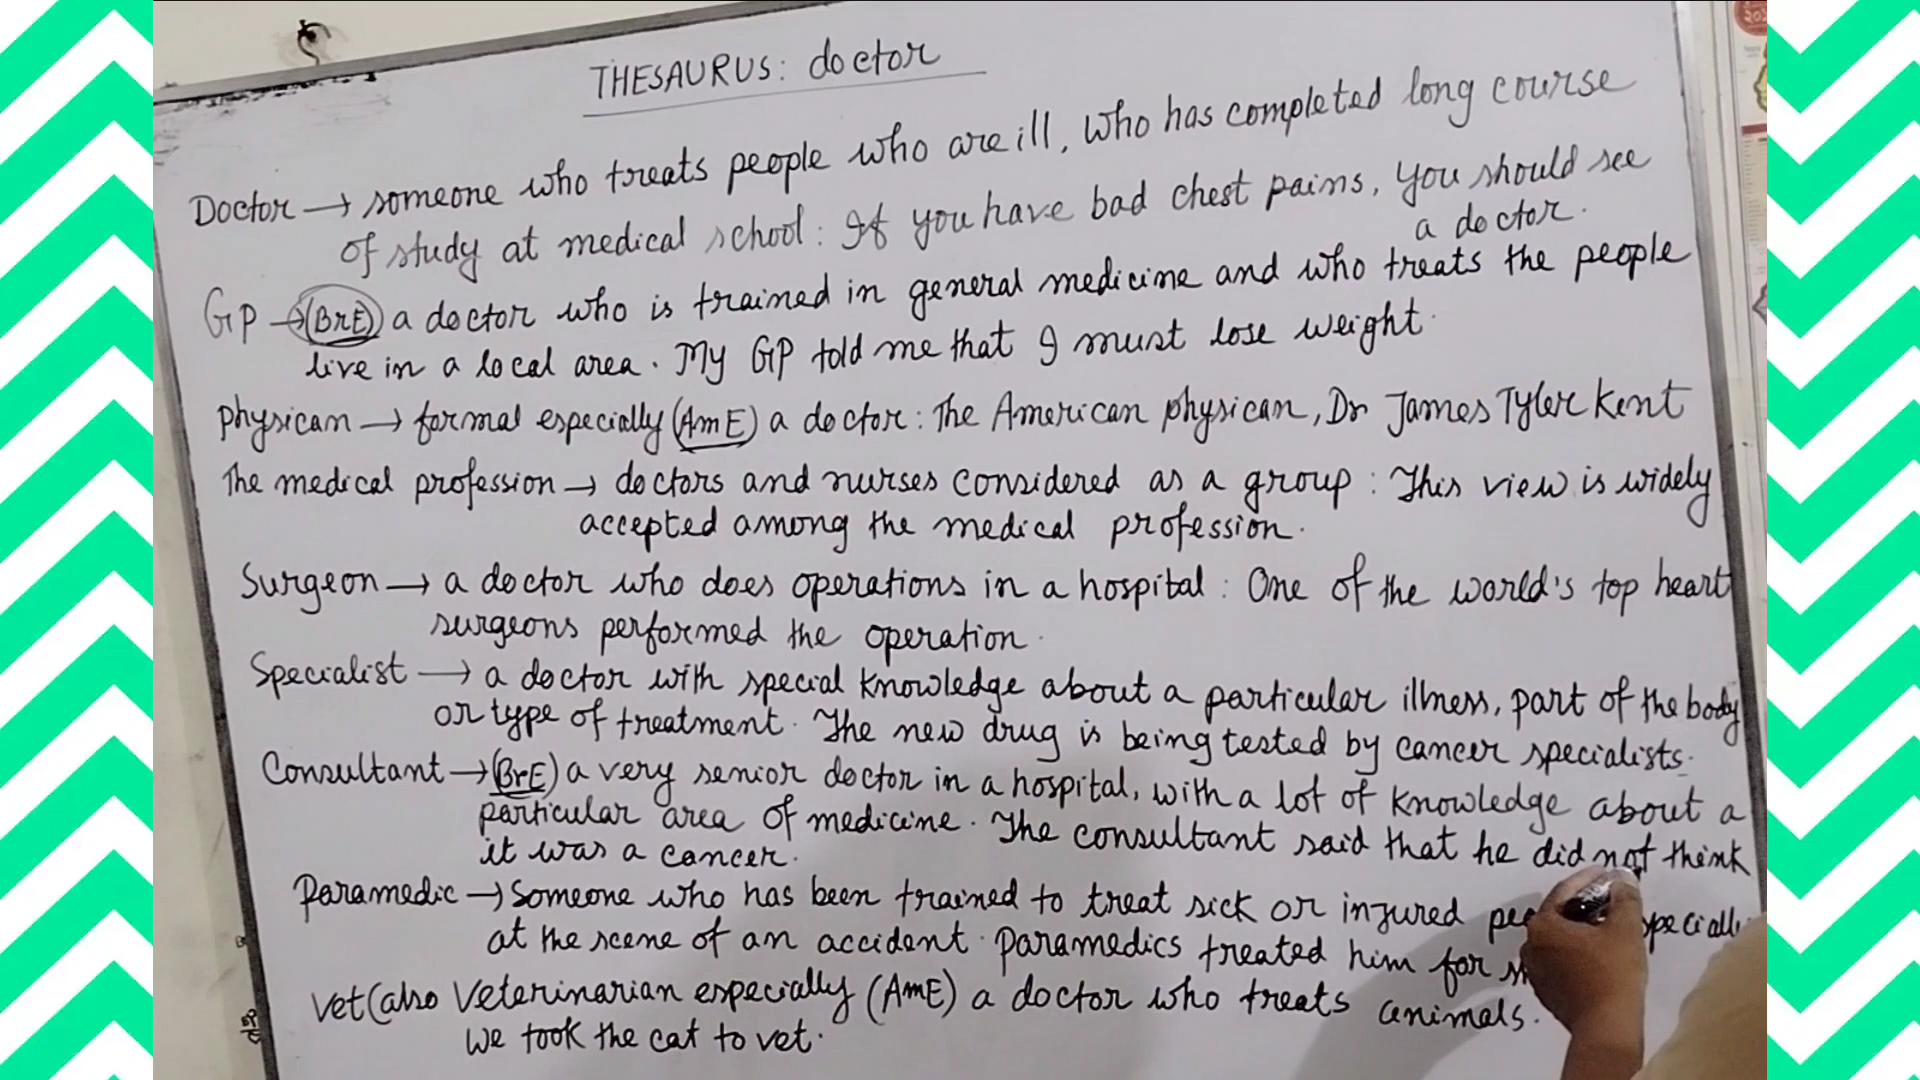 THESAURUS: doctor
Doctor → someone who treats people who are ill, who has completed long course
of study at medical school: If you have bad chest pains, you should see
a doctor.
GP → (BrE) a doctor who is trained in general medicine and who treats the people
live in a local area. My GP told me that I must lose weight.
physican → formal especially (AmE) a doctor: The American physican, Dr James Tyler Kent
The medical profession → doctors and nurses considered as a group: This view is widely
accepted among the medical profession.
Surgeon → a doctor who does operations in a hospital: One of the world's top heart
surgeons performed the operation.
Specialist → a doctor with special knowledge about a particular illness, part of the body
or type of treatment. The new drug is being tested by cancer specialists.
Consultant → (BrE) a very senior doctor in a hospital, with a lot of knowledge about a
particular area of medicine. The consultant said that he did not think
it was a cancer.
Paramedic → Someone who has been trained to treat sick or injured
at the scene of an accident. Paramedics treated him for
vet (also veterinarian especially (AmE) a doctor who treats animals.
We took the cat to vet.